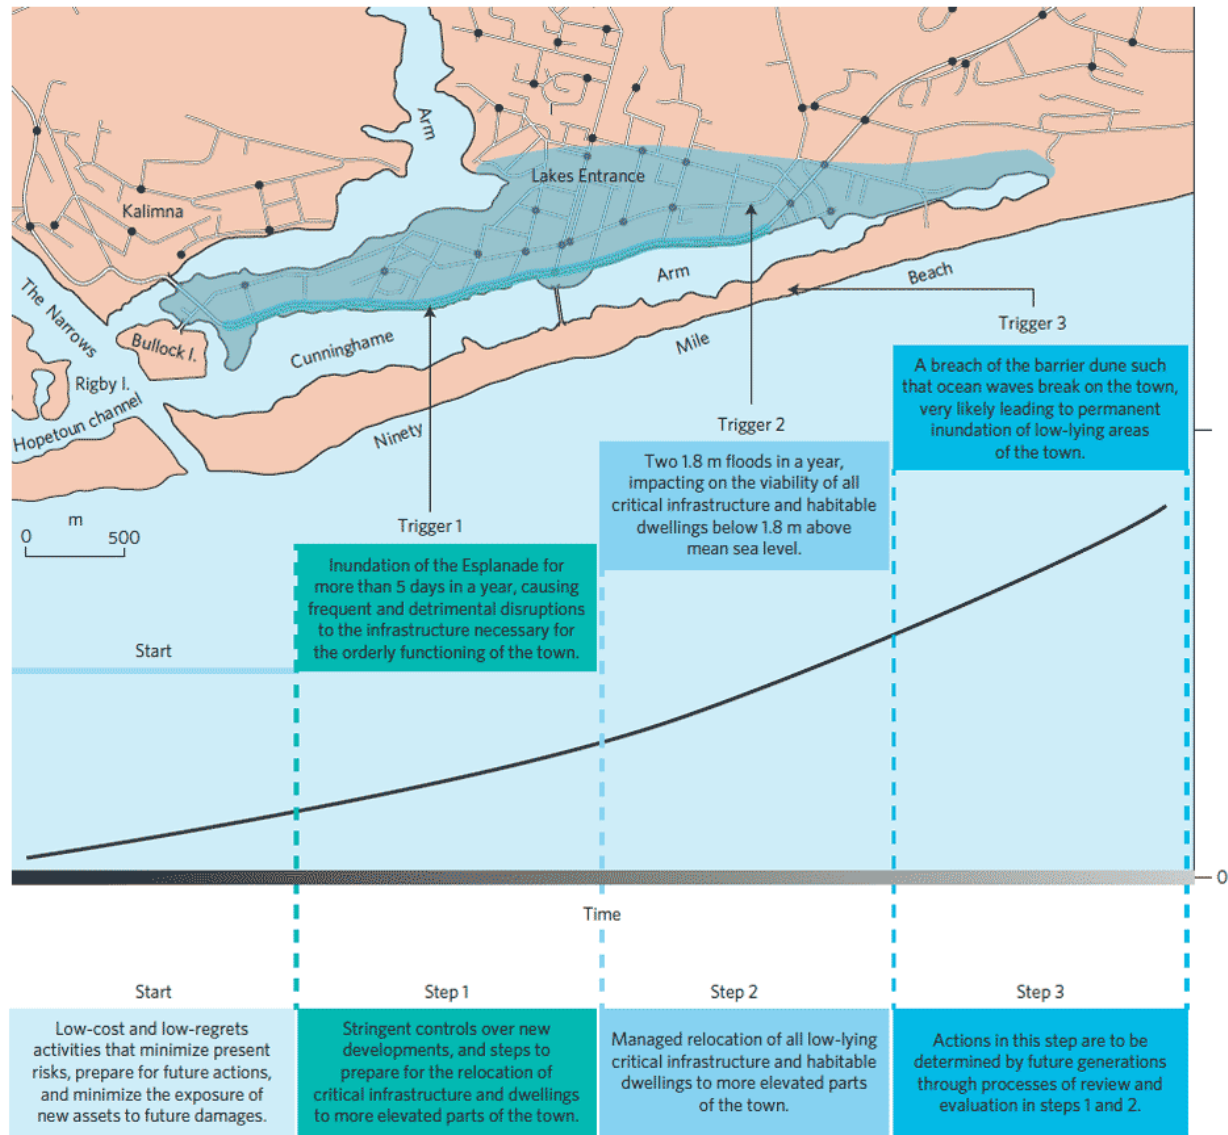 Arm
Lakes Entrance
Kalimna
The Narrows
Bullock I.
Rigby I.
Hopetoun channel
Cunninghame
Arm
Ninety
Mile
Beach
m
0 500
Trigger 3
A breach of the barrier dune such
that ocean waves break on the town,
very likely leading to permanent
inundation of low-lying areas
of the town.
Trigger 2
Two 1.8 m floods in a year,
impacting on the viability of all
critical infrastructure and habitable
dwellings below 1.8 m above
mean sea level.
Trigger 1
Inundation of the Esplanade for
more than 5 days in a year, causing
frequent and detrimental disruptions
to the infrastructure necessary for
the orderly functioning of the town.
Start
0
Time
Start
Low-cost and low-regrets
activities that minimize present
risks, prepare for future actions,
and minimize the exposure of
new assets to future damages.
Step 1
Stringent controls over new
developments, and steps to
prepare for the relocation of
critical infrastructure and dwellings
to more elevated parts of the town.
Step 2
Managed relocation of all low-lying
critical infrastructure and habitable
dwellings to more elevated parts
of the town.
Step 3
Actions in this step are to be
determined by future generations
through processes of review and
evaluation in steps 1 and 2.